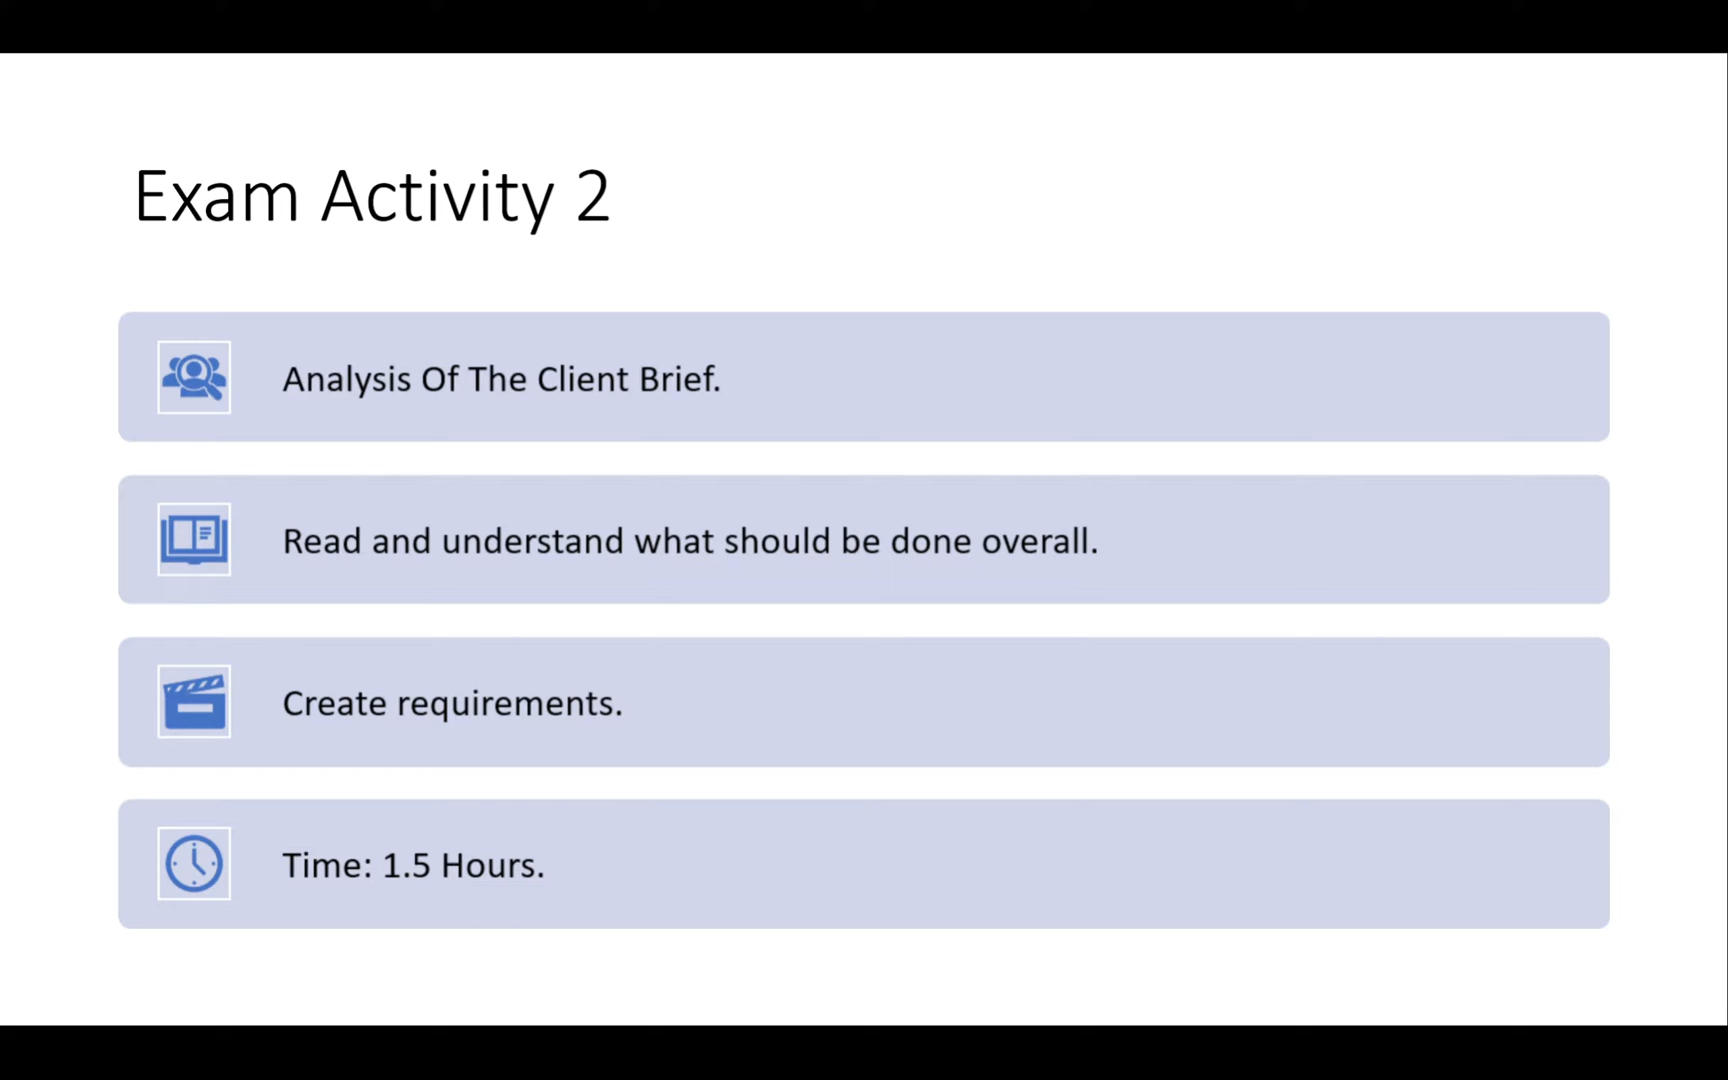 Exam Activity 2
Analysis Of The Client Brief.
Read and understand what should be done overall.
Create requirements.
Time: 1.5 Hours.